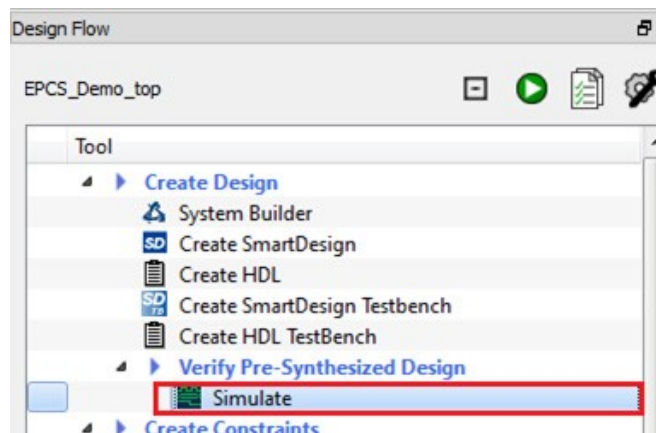 Design Flow
EPCS_Demo_top
Tool
Create Design
System Builder
SD Create SmartDesign
Create HDL
SD TB Create SmartDesign Testbench
Create HDL TestBench
Verify Pre-Synthesized Design
Simulate
Create Constraints